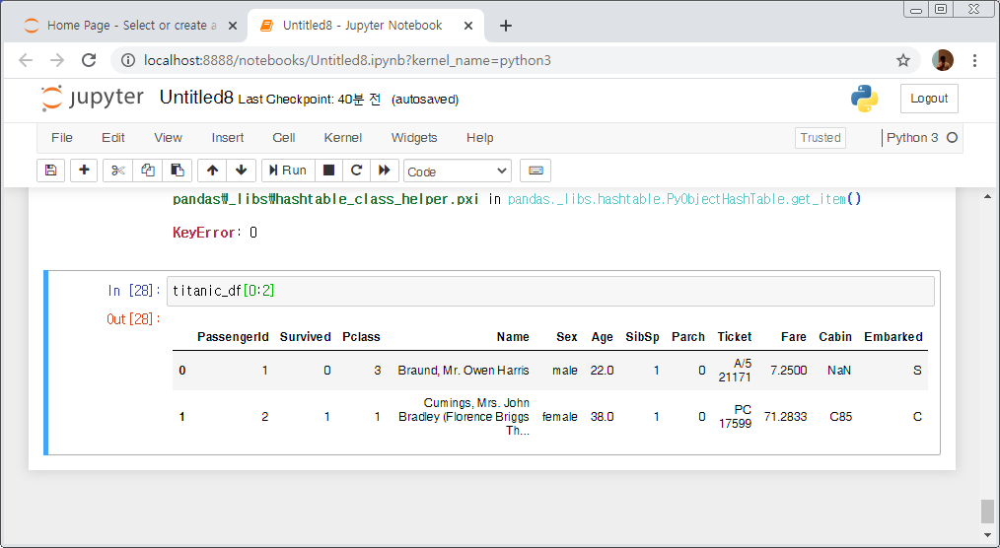 Home Page - Select or create a
Untitled8 - Jupyter Notebook
localhost:8888/notebooks/Untitled8.ipynb?kernel_name=python3
jupyter Untitled8 Last Checkpoint: 40분 전 (autosaved)
Logout
File Edit View Insert Cell Kernel Widgets Help Trusted Python 3
Run Code
pandas₩_libs₩hashtable_class_helper.pxi in pandas._libs.hashtable.PyObjectHashTable.get_item()
KeyError: 0
In [28]: titanic_df[0:2]
Out[28]:
PassengerId Survived Pclass Name Sex Age SibSp Parch Ticket Fare Cabin Embarked
0 1 0 3 Braund, Mr. Owen Harris male 22.0 1 0 A/5 21171 7.2500 NaN S
1 2 1 1 Cumings, Mrs. John Bradley (Florence Briggs Th... female 38.0 1 0 PC 17599 71.2833 C85 C